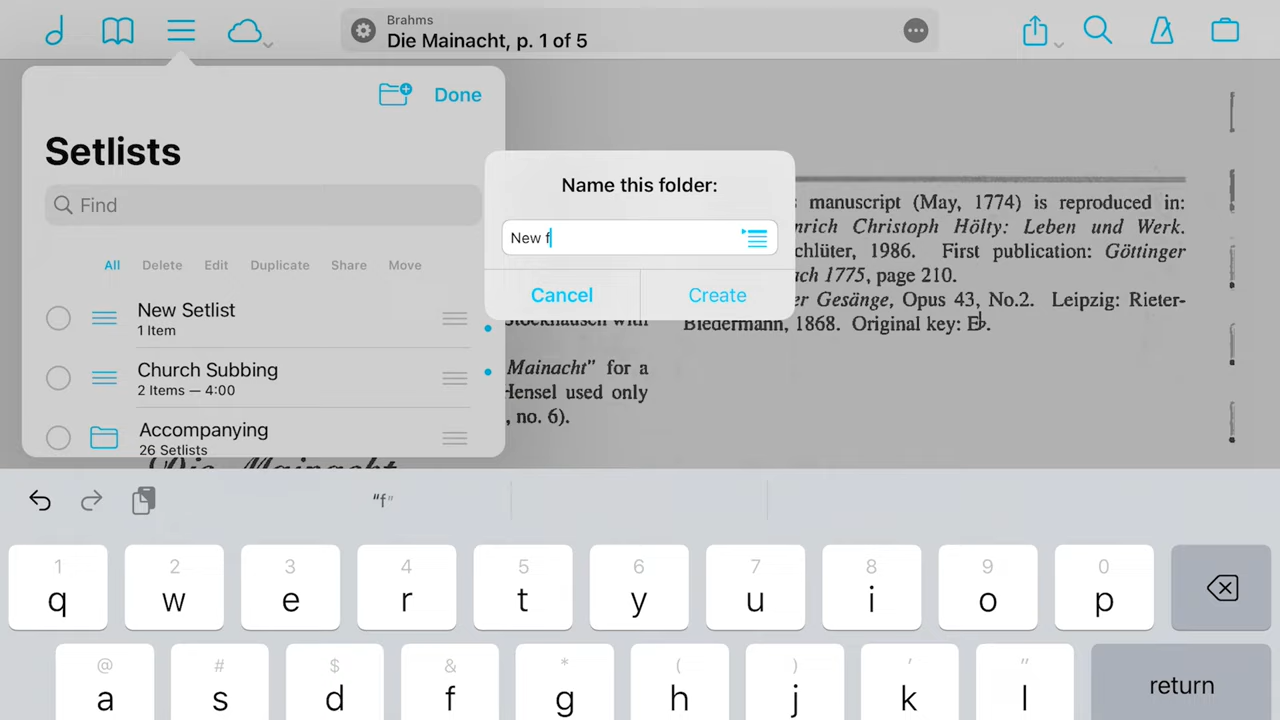 Brahms
Die Mainacht, p. 1 of 5
Done
Setlists
Find
All Delete Edit Duplicate Share Move
New Setlist
1 Item
Church Subbing
2 Items — 4:00
Accompanying
26 Setlists
Name this folder:
New f
Cancel Create
manuscript (May, 1774) is reproduced in:
nrich Christoph Hölty: Leben und Werk.
chlüter, 1986. First publication: Göttinger
ach 1775, page 210.
er Gesänge, Opus 43, No.2. Leipzig: Rieter-
Biedermann, 1868. Original key: E♭.
Stockhausen with
Mainacht" for a
Hensel used only
, no. 6).
Die Mainacht
"f"
1 2 3 4 5 6 7 8 9 0
q w e r t y u i o p
@ # $ & * ( ) ' "
a s d f g h j k l return